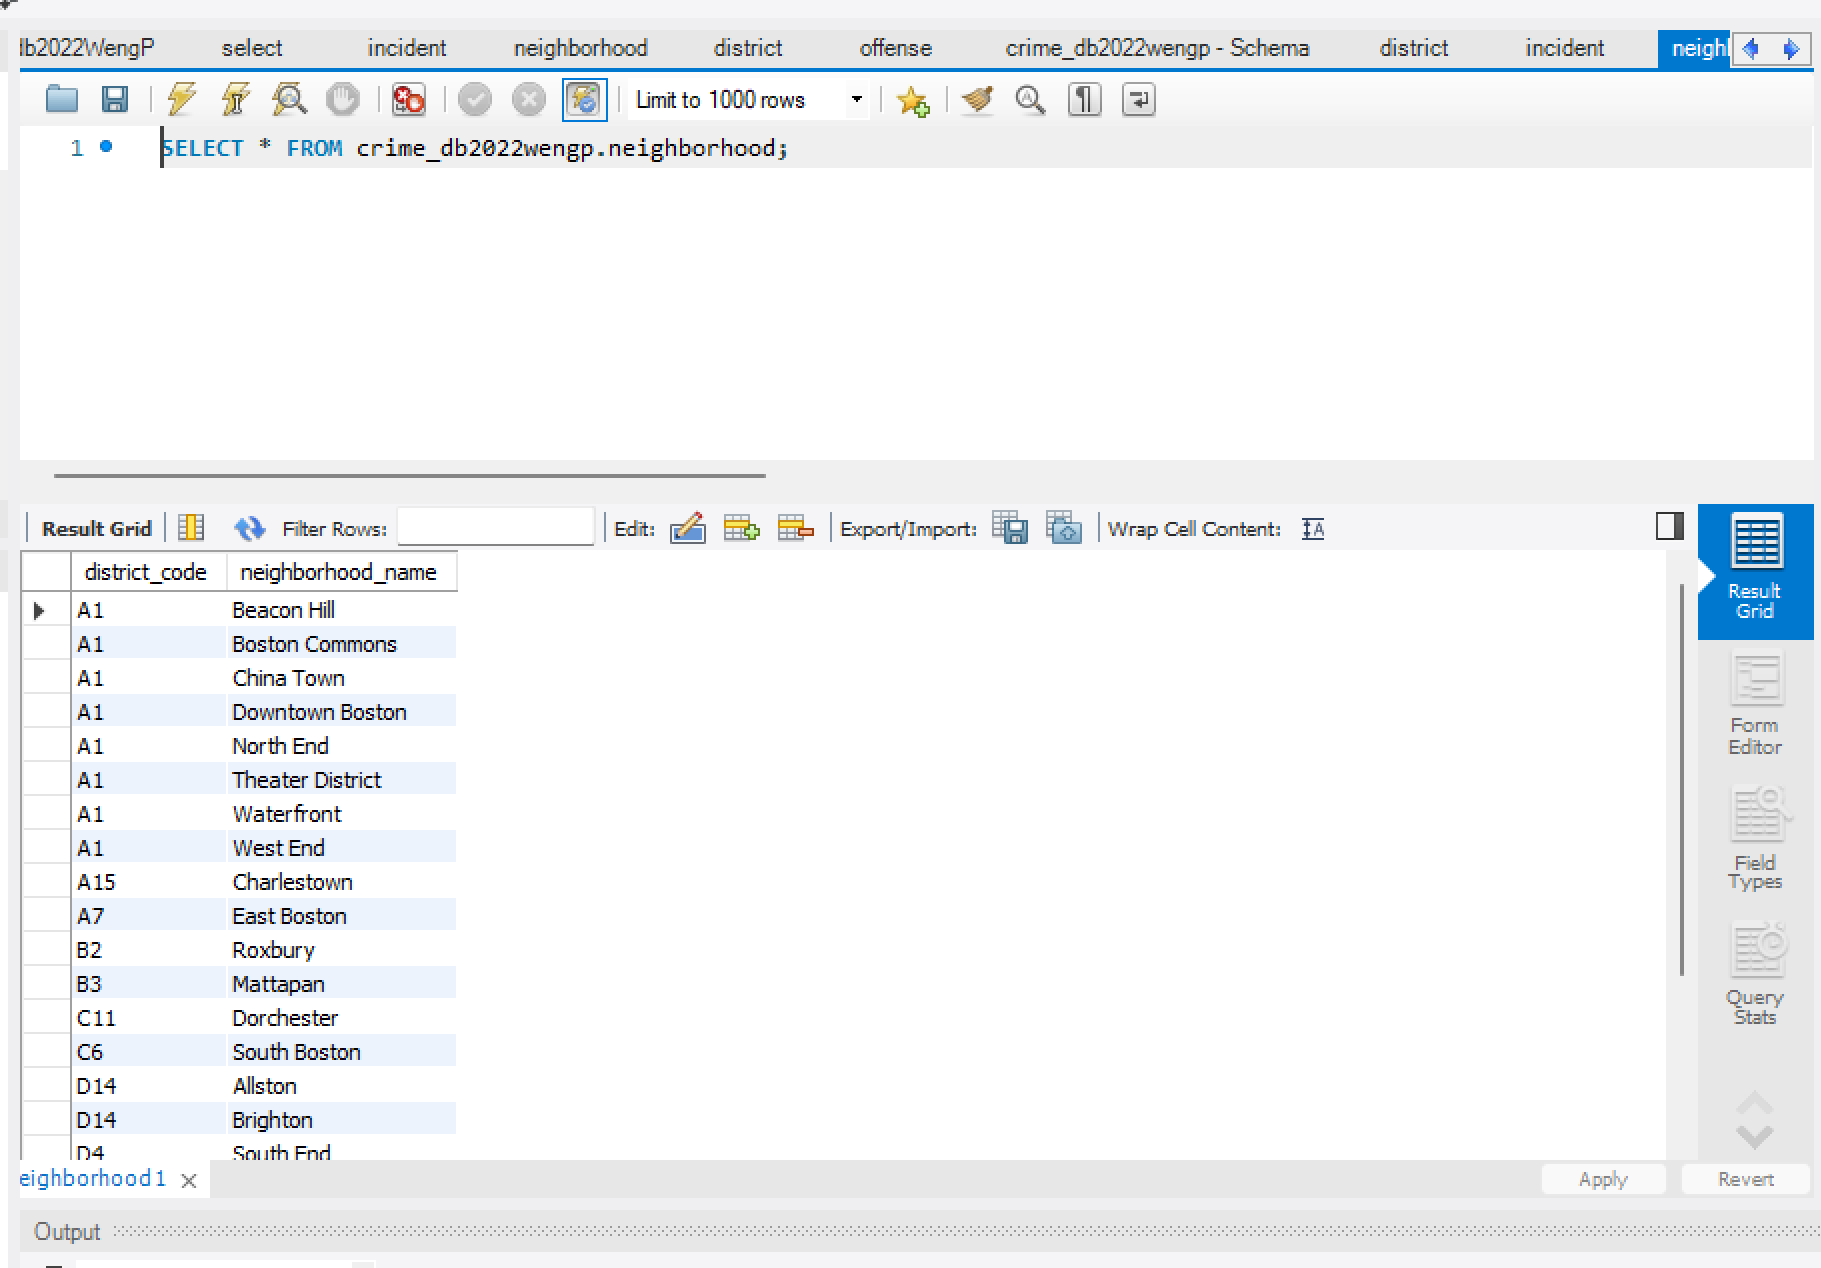 db2022WengP select incident neighborhood district offense crime_db2022wengp - Schema district incident neigh
Limit to 1000 rows
1 SELECT * FROM crime_db2022wengp.neighborhood;
Result Grid Filter Rows: Edit: Export/Import: Wrap Cell Content:
district_code neighborhood_name
A1 Beacon Hill
A1 Boston Commons
A1 China Town
A1 Downtown Boston
A1 North End
A1 Theater District
A1 Waterfront
A1 West End
A15 Charlestown
A7 East Boston
B2 Roxbury
B3 Mattapan
C11 Dorchester
C6 South Boston
D14 Allston
D14 Brighton
D4 South End
Result
Grid
Form
Editor
Field
Types
Query
Stats
eighborhood 1
Apply Revert
Output